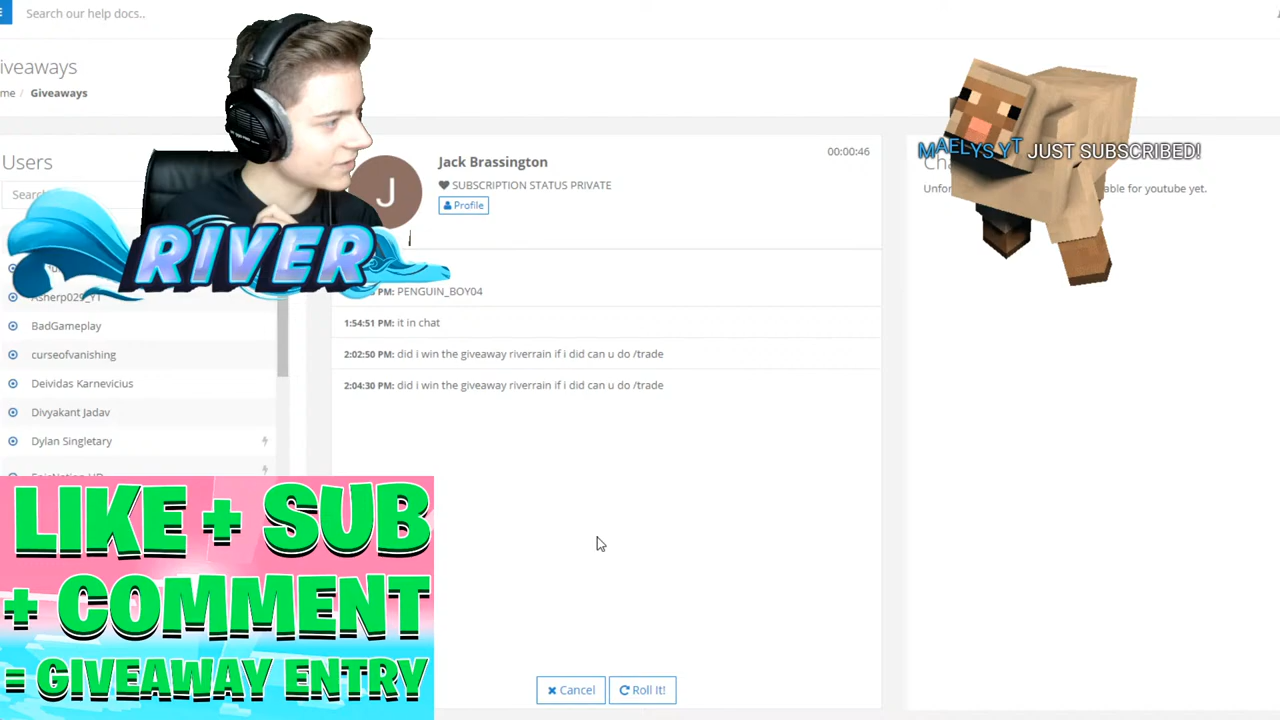 Search our help docs..
iveaways
me / Giveaways
Users
Search
Asherp029_YT
BadGameplay
curseofvanishing
Deividas Karnevicius
Divyakant Jadav
Dylan Singletary
RIVER
J
Jack Brassington
SUBSCRIPTION STATUS PRIVATE
Profile
00:00:46
PM: PENGUIN_BOY04
1:54:51 PM: it in chat
2:02:50 PM: did i win the giveaway riverrain if i did can u do /trade
2:04:30 PM: did i win the giveaway riverrain if i did can u do /trade
Cancel
Roll It!
MAELYS YT JUST SUBSCRIBED!
Unfor
able for youtube yet.
LIKE + SUB
+ COMMENT
= GIVEAWAY ENTRY